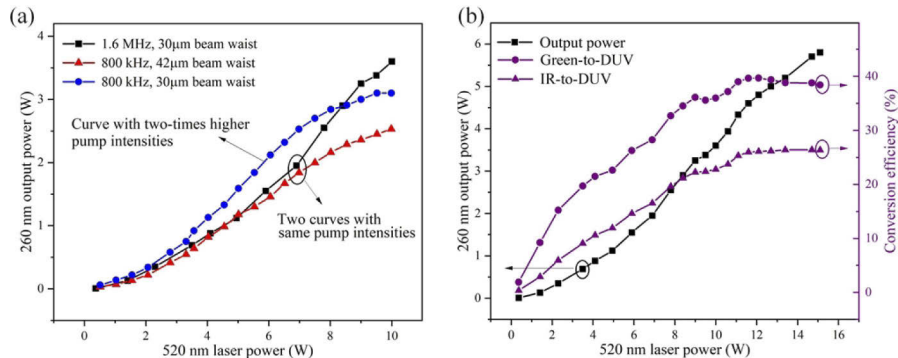 (a)
4
3
2
1
0
260 nm output power (W)
1.6 MHz, 30μm beam waist
800 kHz, 42μm beam waist
800 kHz, 30μm beam waist
Curve with two-times higher
pump intensities
Two curves with
same pump intensities
0 2 4 6 8 10
520 nm laser power (W)
(b)
6
5
4
3
2
1
0
260 nm output power (W)
Output power
Green-to-DUV
IR-to-DUV
50
40
30
20
10
0
Conversion efficiency (%)
0 2 4 6 8 10 12 14 16
520 nm laser power (W)